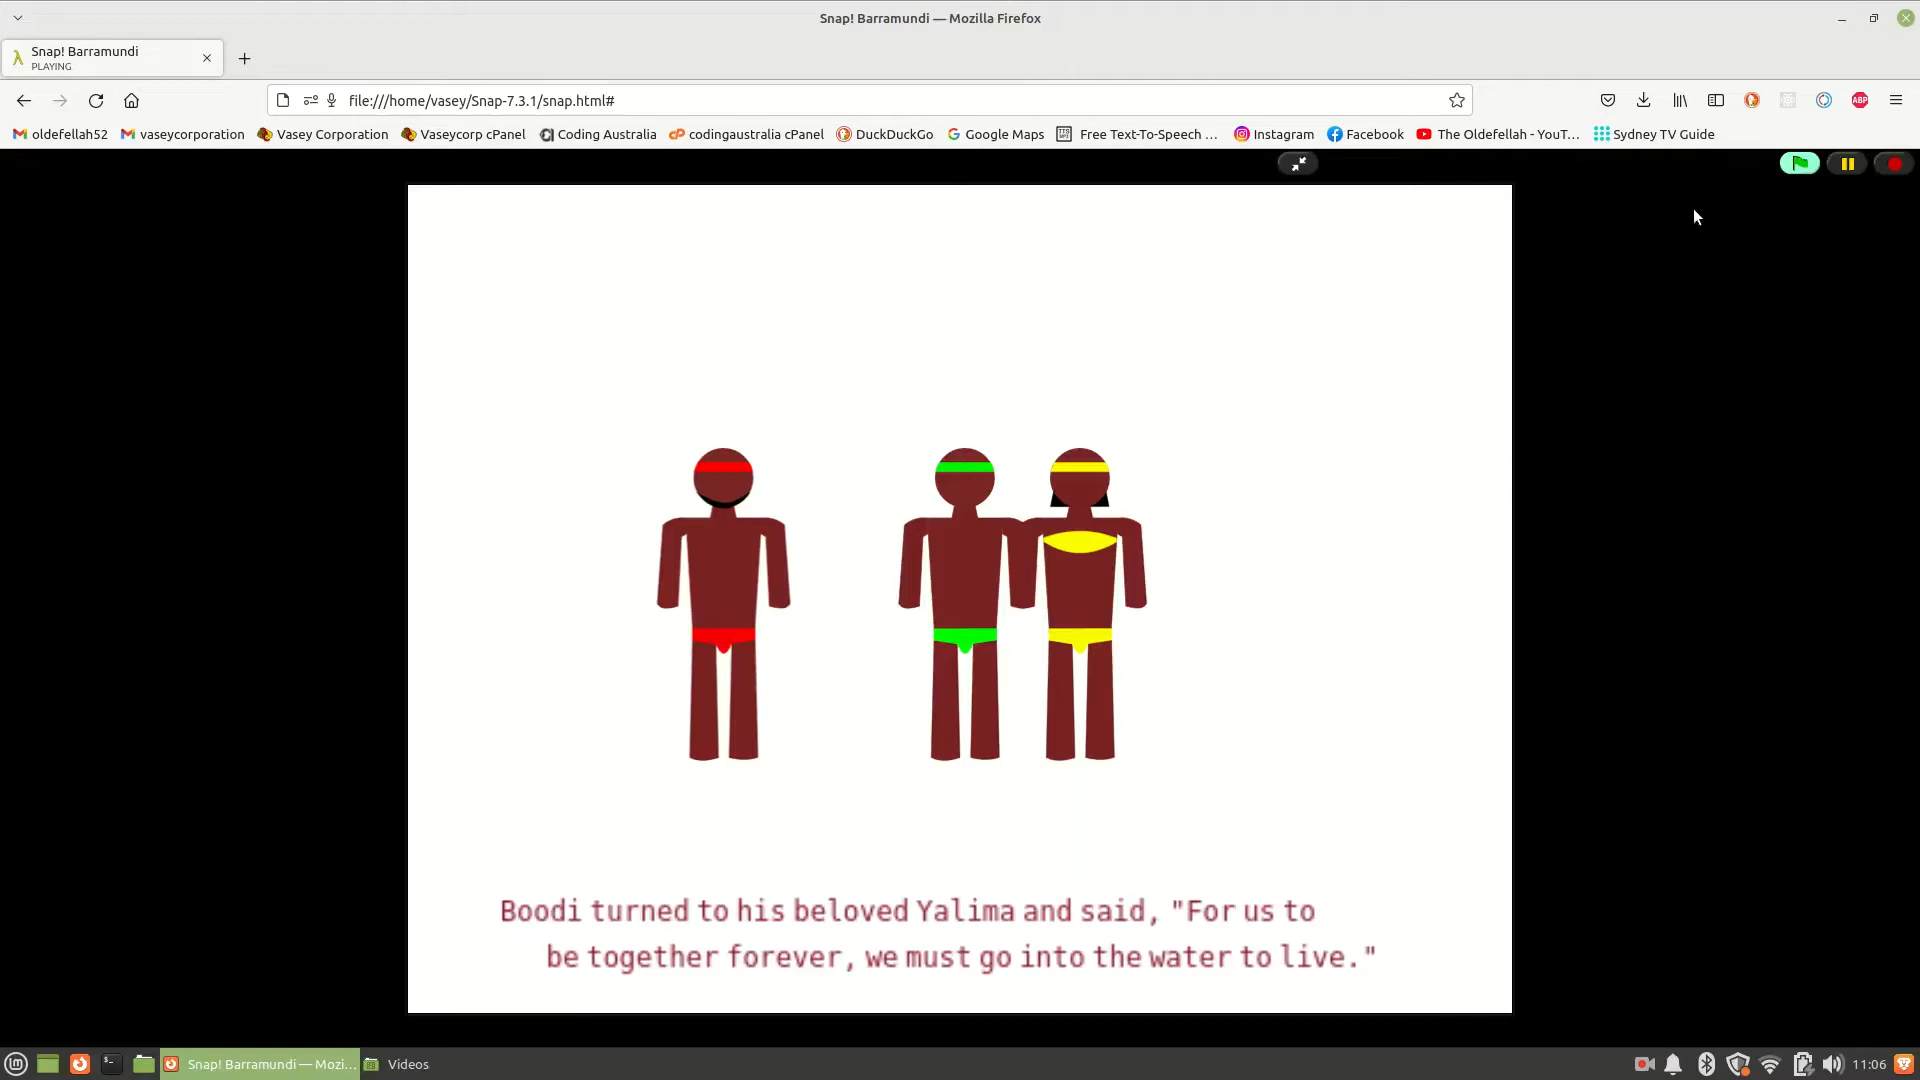 Snap! Barramundi — Mozilla Firefox
Snap! Barramundi
PLAYING
file:///home/vasey/Snap-7.3.1/snap.html#
ABP
oldefellah52 vaseycorporation Vasey Corporation Vaseycorp cPanel Coding Australia codingaustralia cPanel DuckDuckGo Google Maps Free Text-To-Speech ... Instagram Facebook The Oldefellah - YouT... Sydney TV Guide
Boodi turned to his beloved Yalima and said, "For us to
be together forever, we must go into the water to live."
Snap! Barramundi — Mozi... Videos 11:06